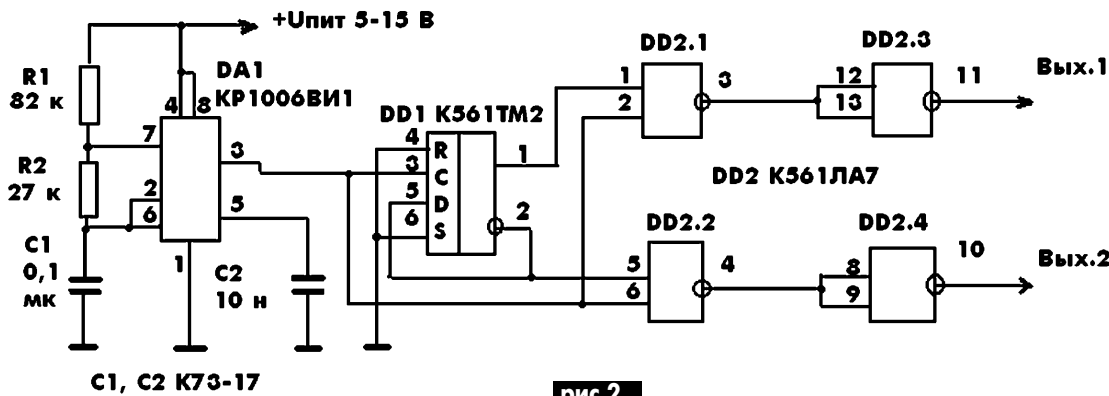 +Uпит 5-15 В
R1
82 к
DA1
КР1006ВИ1
4 8
7
R2
27 к
2
6
3
5
1
C1
0,1
мк
C2
10 н
DD1 К561ТМ2
4 R
3 C
5 D
6 S
1
2
DD2.1
1
2
3
DD2.3
12
13
11
Вых.1
DD2 К561ЛА7
DD2.2
5
6
4
DD2.4
8
9
10
Вых.2
C1, C2 К73-17
рис.2